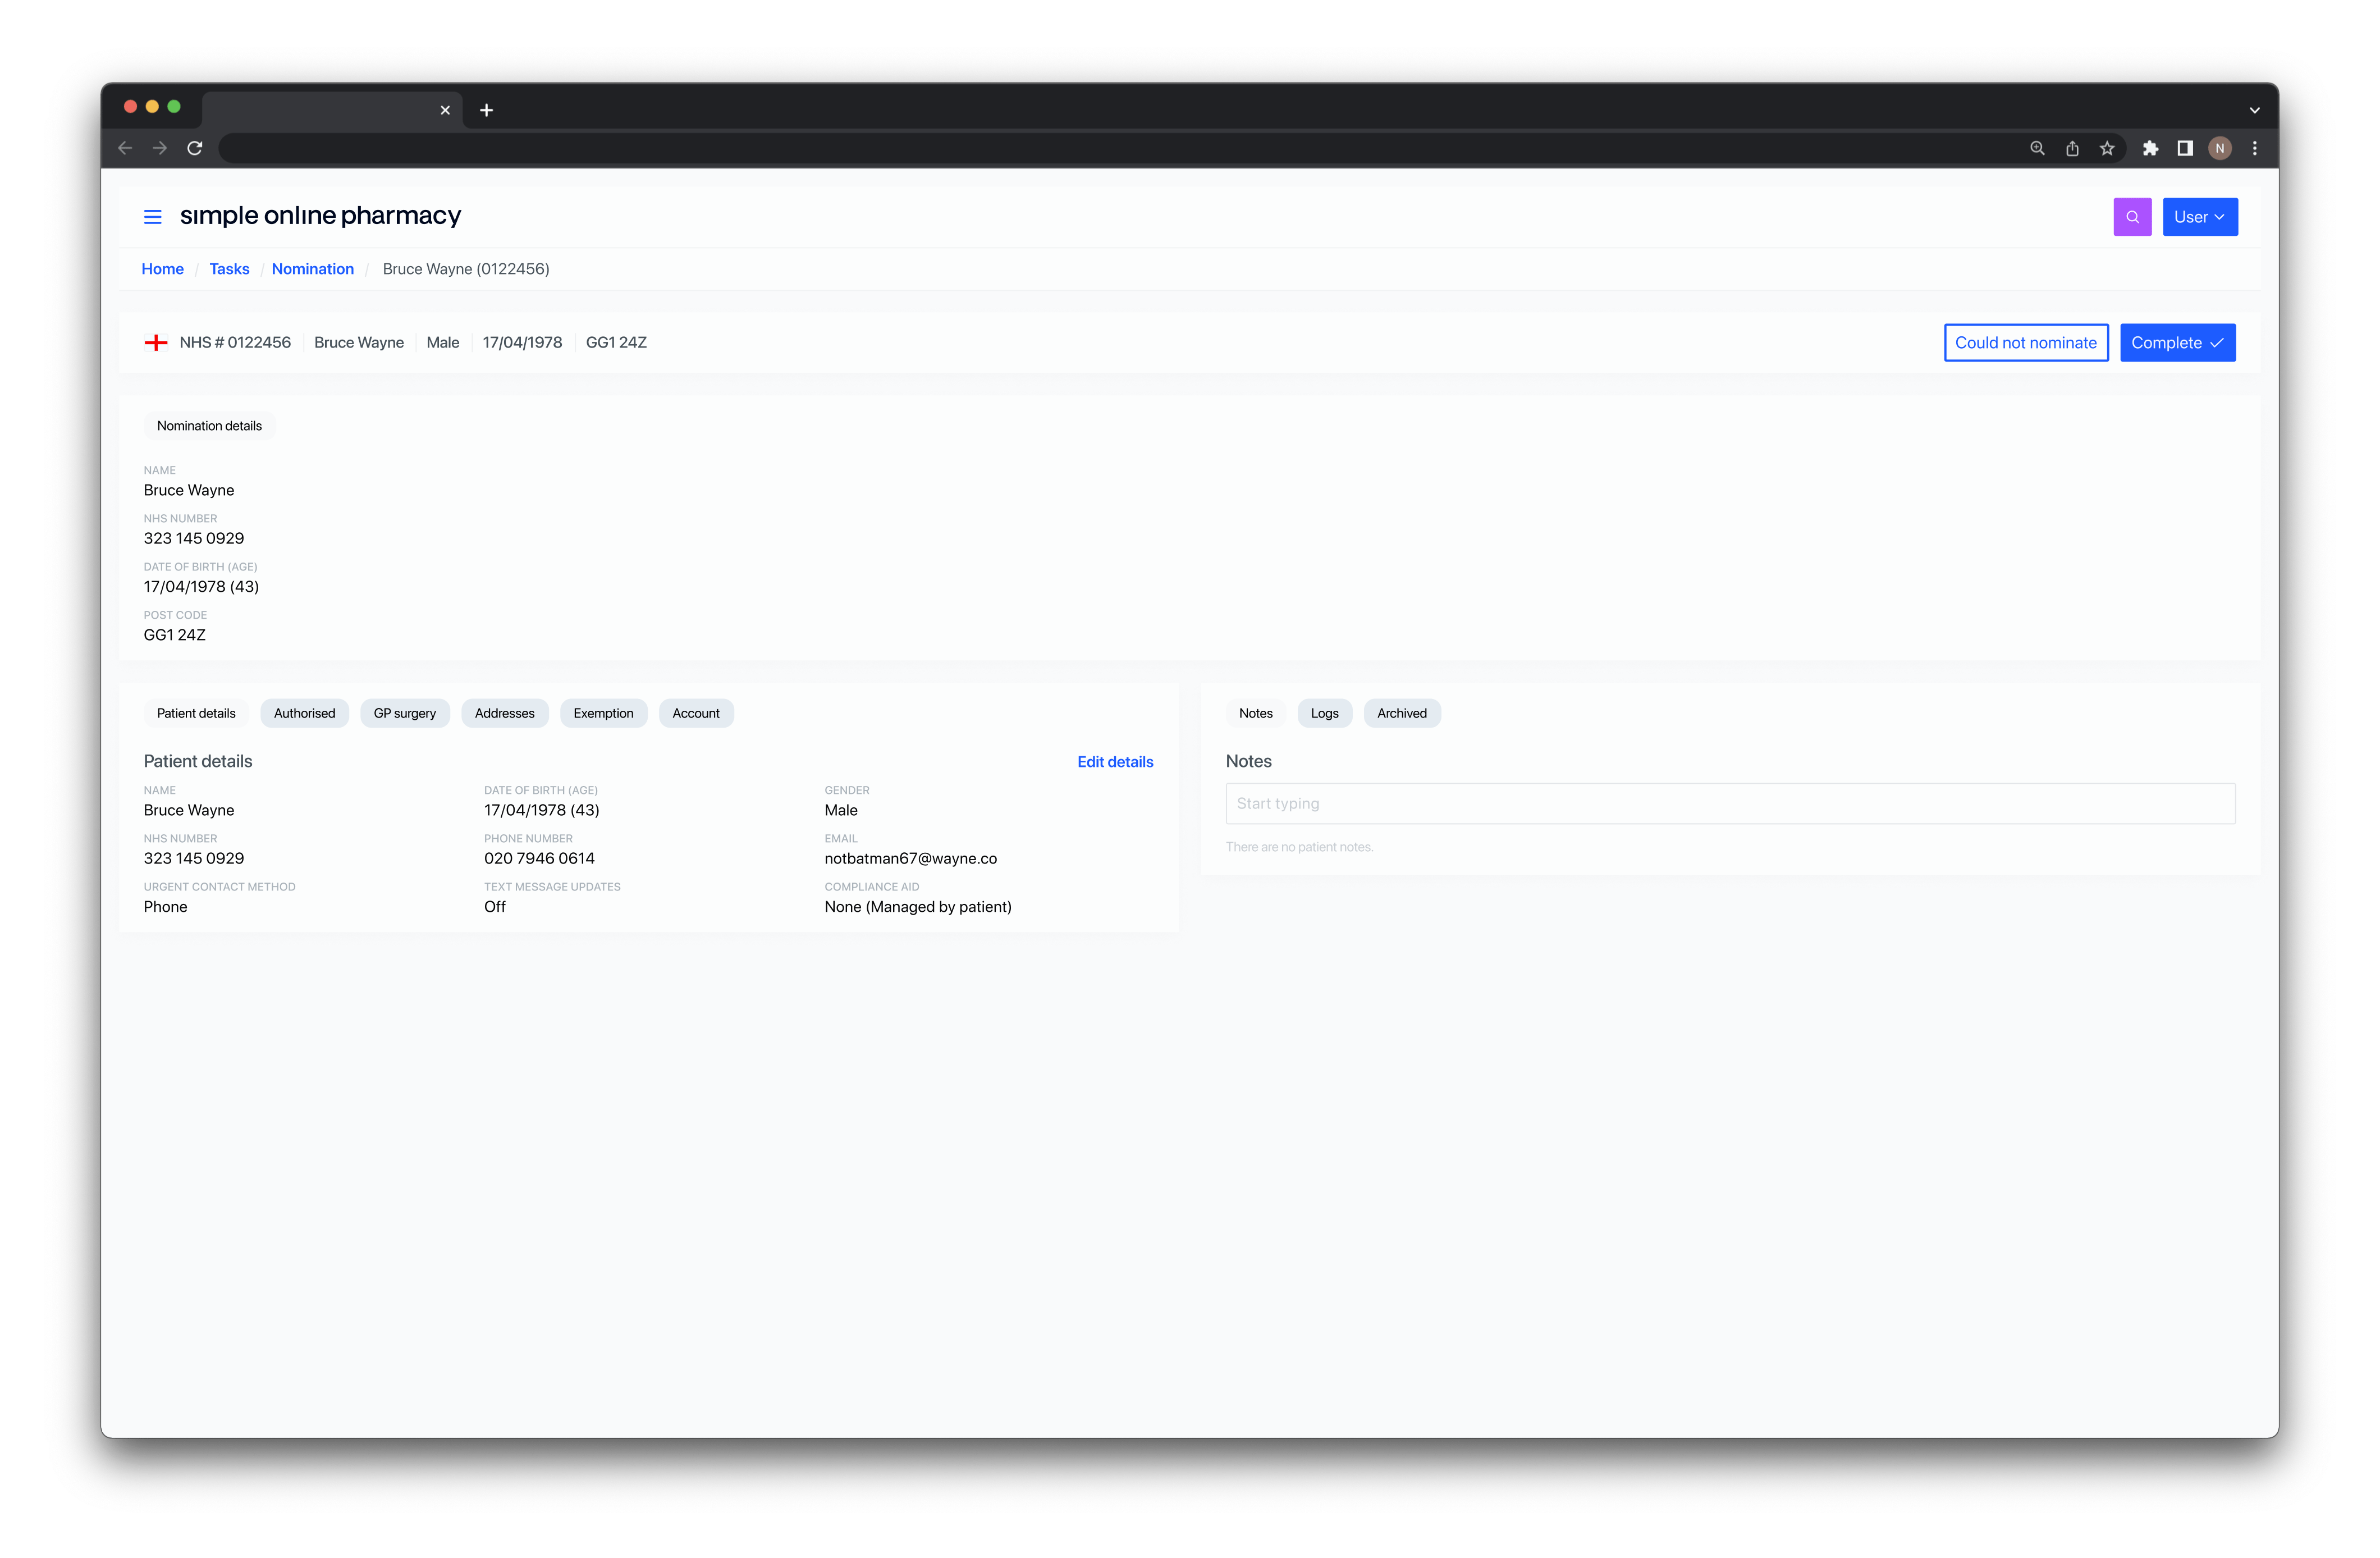 N
sımple onlıne pharmacy
User
Home / Tasks / Nomination / Bruce Wayne (0122456)
NHS # 0122456 Bruce Wayne Male 17/04/1978 GG1 24Z Could not nominate Complete
Nomination details
NAME
Bruce Wayne
NHS NUMBER
323 145 0929
DATE OF BIRTH (AGE)
17/04/1978 (43)
POST CODE
GG1 24Z
Patient details Authorised GP surgery Addresses Exemption Account
Patient details Edit details
NAME DATE OF BIRTH (AGE) GENDER
Bruce Wayne 17/04/1978 (43) Male
NHS NUMBER PHONE NUMBER EMAIL
323 145 0929 020 7946 0614 notbatman67@wayne.co
URGENT CONTACT METHOD TEXT MESSAGE UPDATES COMPLIANCE AID
Phone Off None (Managed by patient)
Notes Logs Archived
Notes
Start typing
There are no patient notes.